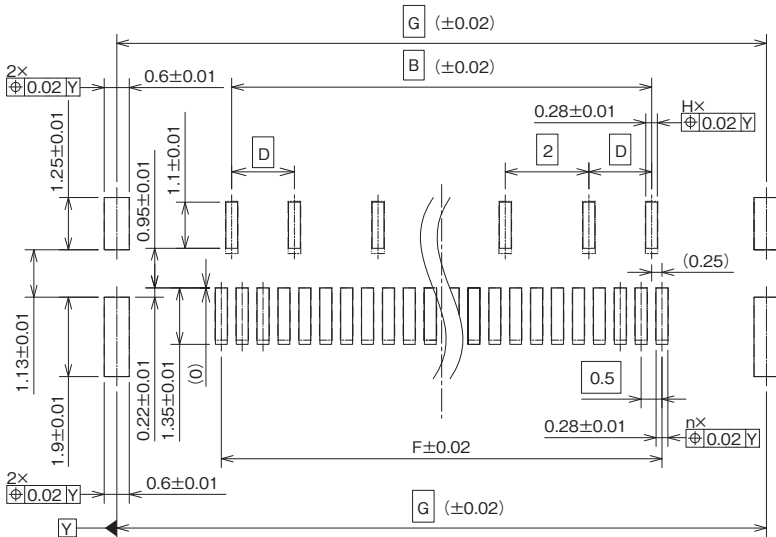 G (±0.02)
2×
⌖ 0.02 Y
0.6±0.01
B (±0.02)
0.28±0.01
H×
⌖ 0.02 Y
1.25±0.01
0.95±0.01
1.1±0.01
D
2
D
(0.25)
1.13±0.01
1.9±0.01
0.22±0.01
1.35±0.01
(0)
0.5
0.28±0.01
n×
⌖ 0.02 Y
F±0.02
2×
⌖ 0.02 Y
0.6±0.01
G (±0.02)
Y